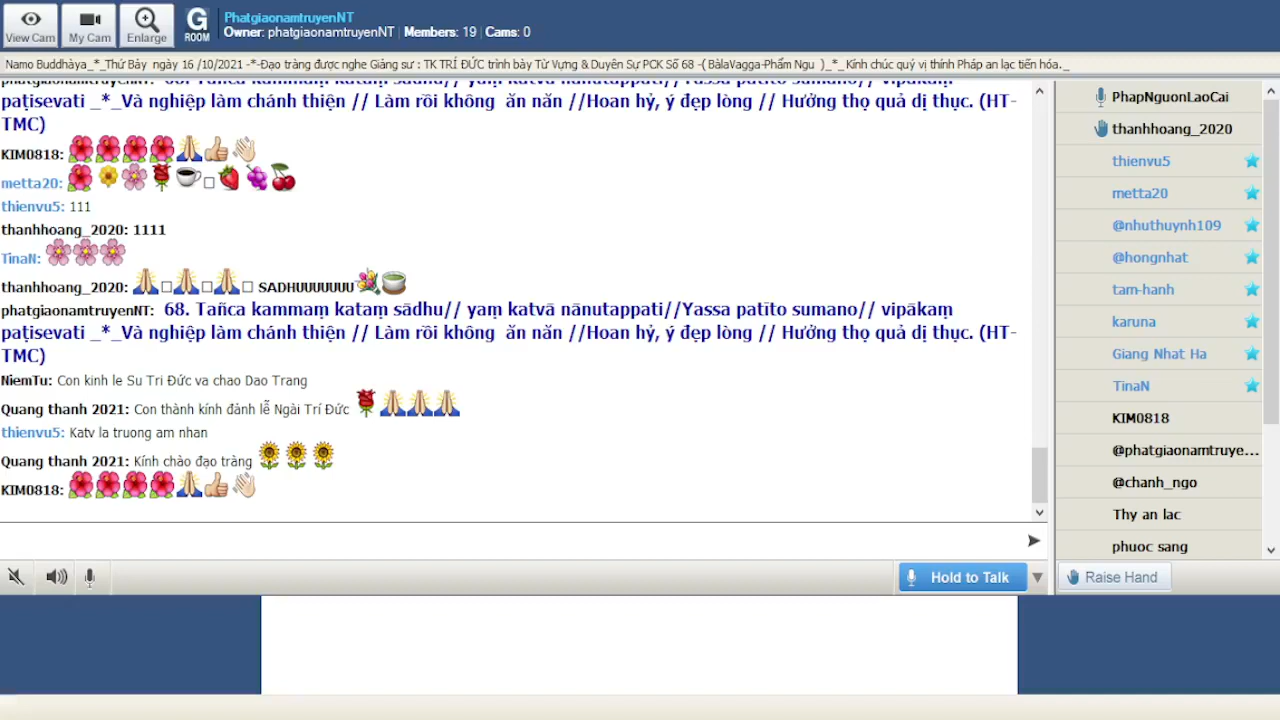 View Cam
My Cam
Enlarge
G
ROOM
PhatgiaonamtruyenNT
Owner: phatgiaonamtruyenNT | Members: 19 | Cams: 0
Namo Buddhàya_*_Thứ Bảy ngày 16 /10/2021 -*-Đạo tràng được nghe Giảng sư : TK TRÍ ĐỨC trình bày Từ Vựng & Duyên Sự PCK Số 68 -( BàlaVagga-Phẩm Ngu )_*_ Kính chúc quý vị thính Pháp an lạc tiến hóa._
paṭisevati _*_Và nghiệp làm chánh thiện // Làm rồi không ăn năn //Hoan hỷ, ý đẹp lòng // Hưởng thọ quả dị thục. (HT-
TMC)
KIM0818:
metta20:
thienvu5: 111
thanhhoang_2020: 1111
TinaN:
thanhhoang_2020: SADHUUUUUUU
phatgiaonamtruyenNT: 68. Tañca kammaṃ kataṃ sādhu// yaṃ katvā nānutappati//Yassa patīto sumano// vipākaṃ
paṭisevati _*_Và nghiệp làm chánh thiện // Làm rồi không ăn năn //Hoan hỷ, ý đẹp lòng // Hưởng thọ quả dị thục. (HT-
TMC)
NiemTu: Con kinh le Su Tri Đức va chao Dao Trang
Quang thanh 2021: Con thành kính đảnh lễ Ngài Trí Đức
thienvu5: Katv la truong am nhan
Quang thanh 2021: Kính chào đạo tràng
KIM0818:
Hold to Talk
PhapNguonLaoCai
thanhhoang_2020
thienvu5
metta20
@nhuthuynh109
@hongnhat
tam-hanh
karuna
Giang Nhat Ha
TinaN
KIM0818
@phatgiaonamtruye...
@chanh_ngo
Thy an lac
phuoc sang
Raise Hand